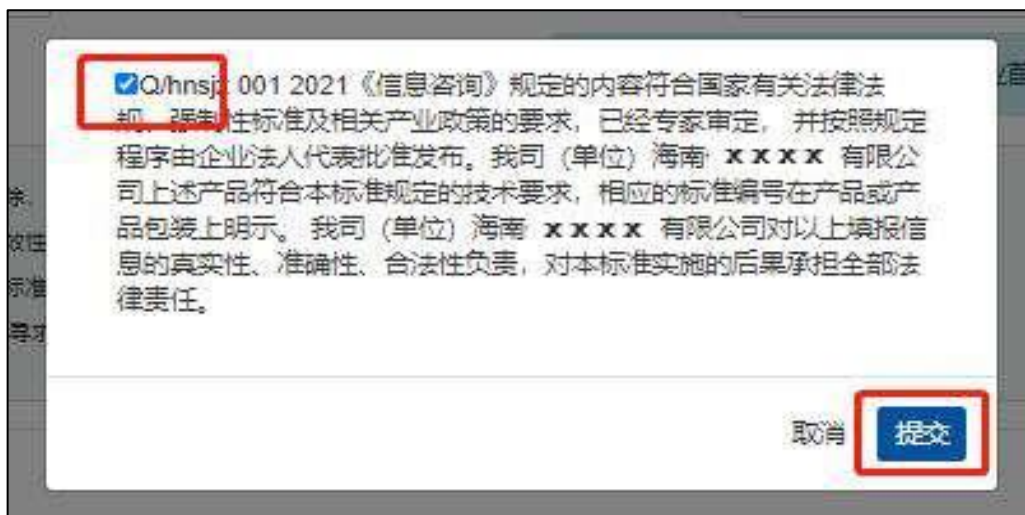 Q/hnsj 001 2021《信息咨询》规定的内容符合国家有关法律法
规、强制性标准及相关产业政策的要求，已经专家审定， 并按照规定
程序由企业法人代表批准发布。我司（单位）海南 xxxx 有限公
司上述产品符合本标准规定的技术要求，相应的标准编号在产品或产
品包装上明示。 我司（单位）海南 xxxx 有限公司对以上填报信
息的真实性、准确性、合法性负责，对本标准实施的后果承担全部法
律责任。
取消 提交